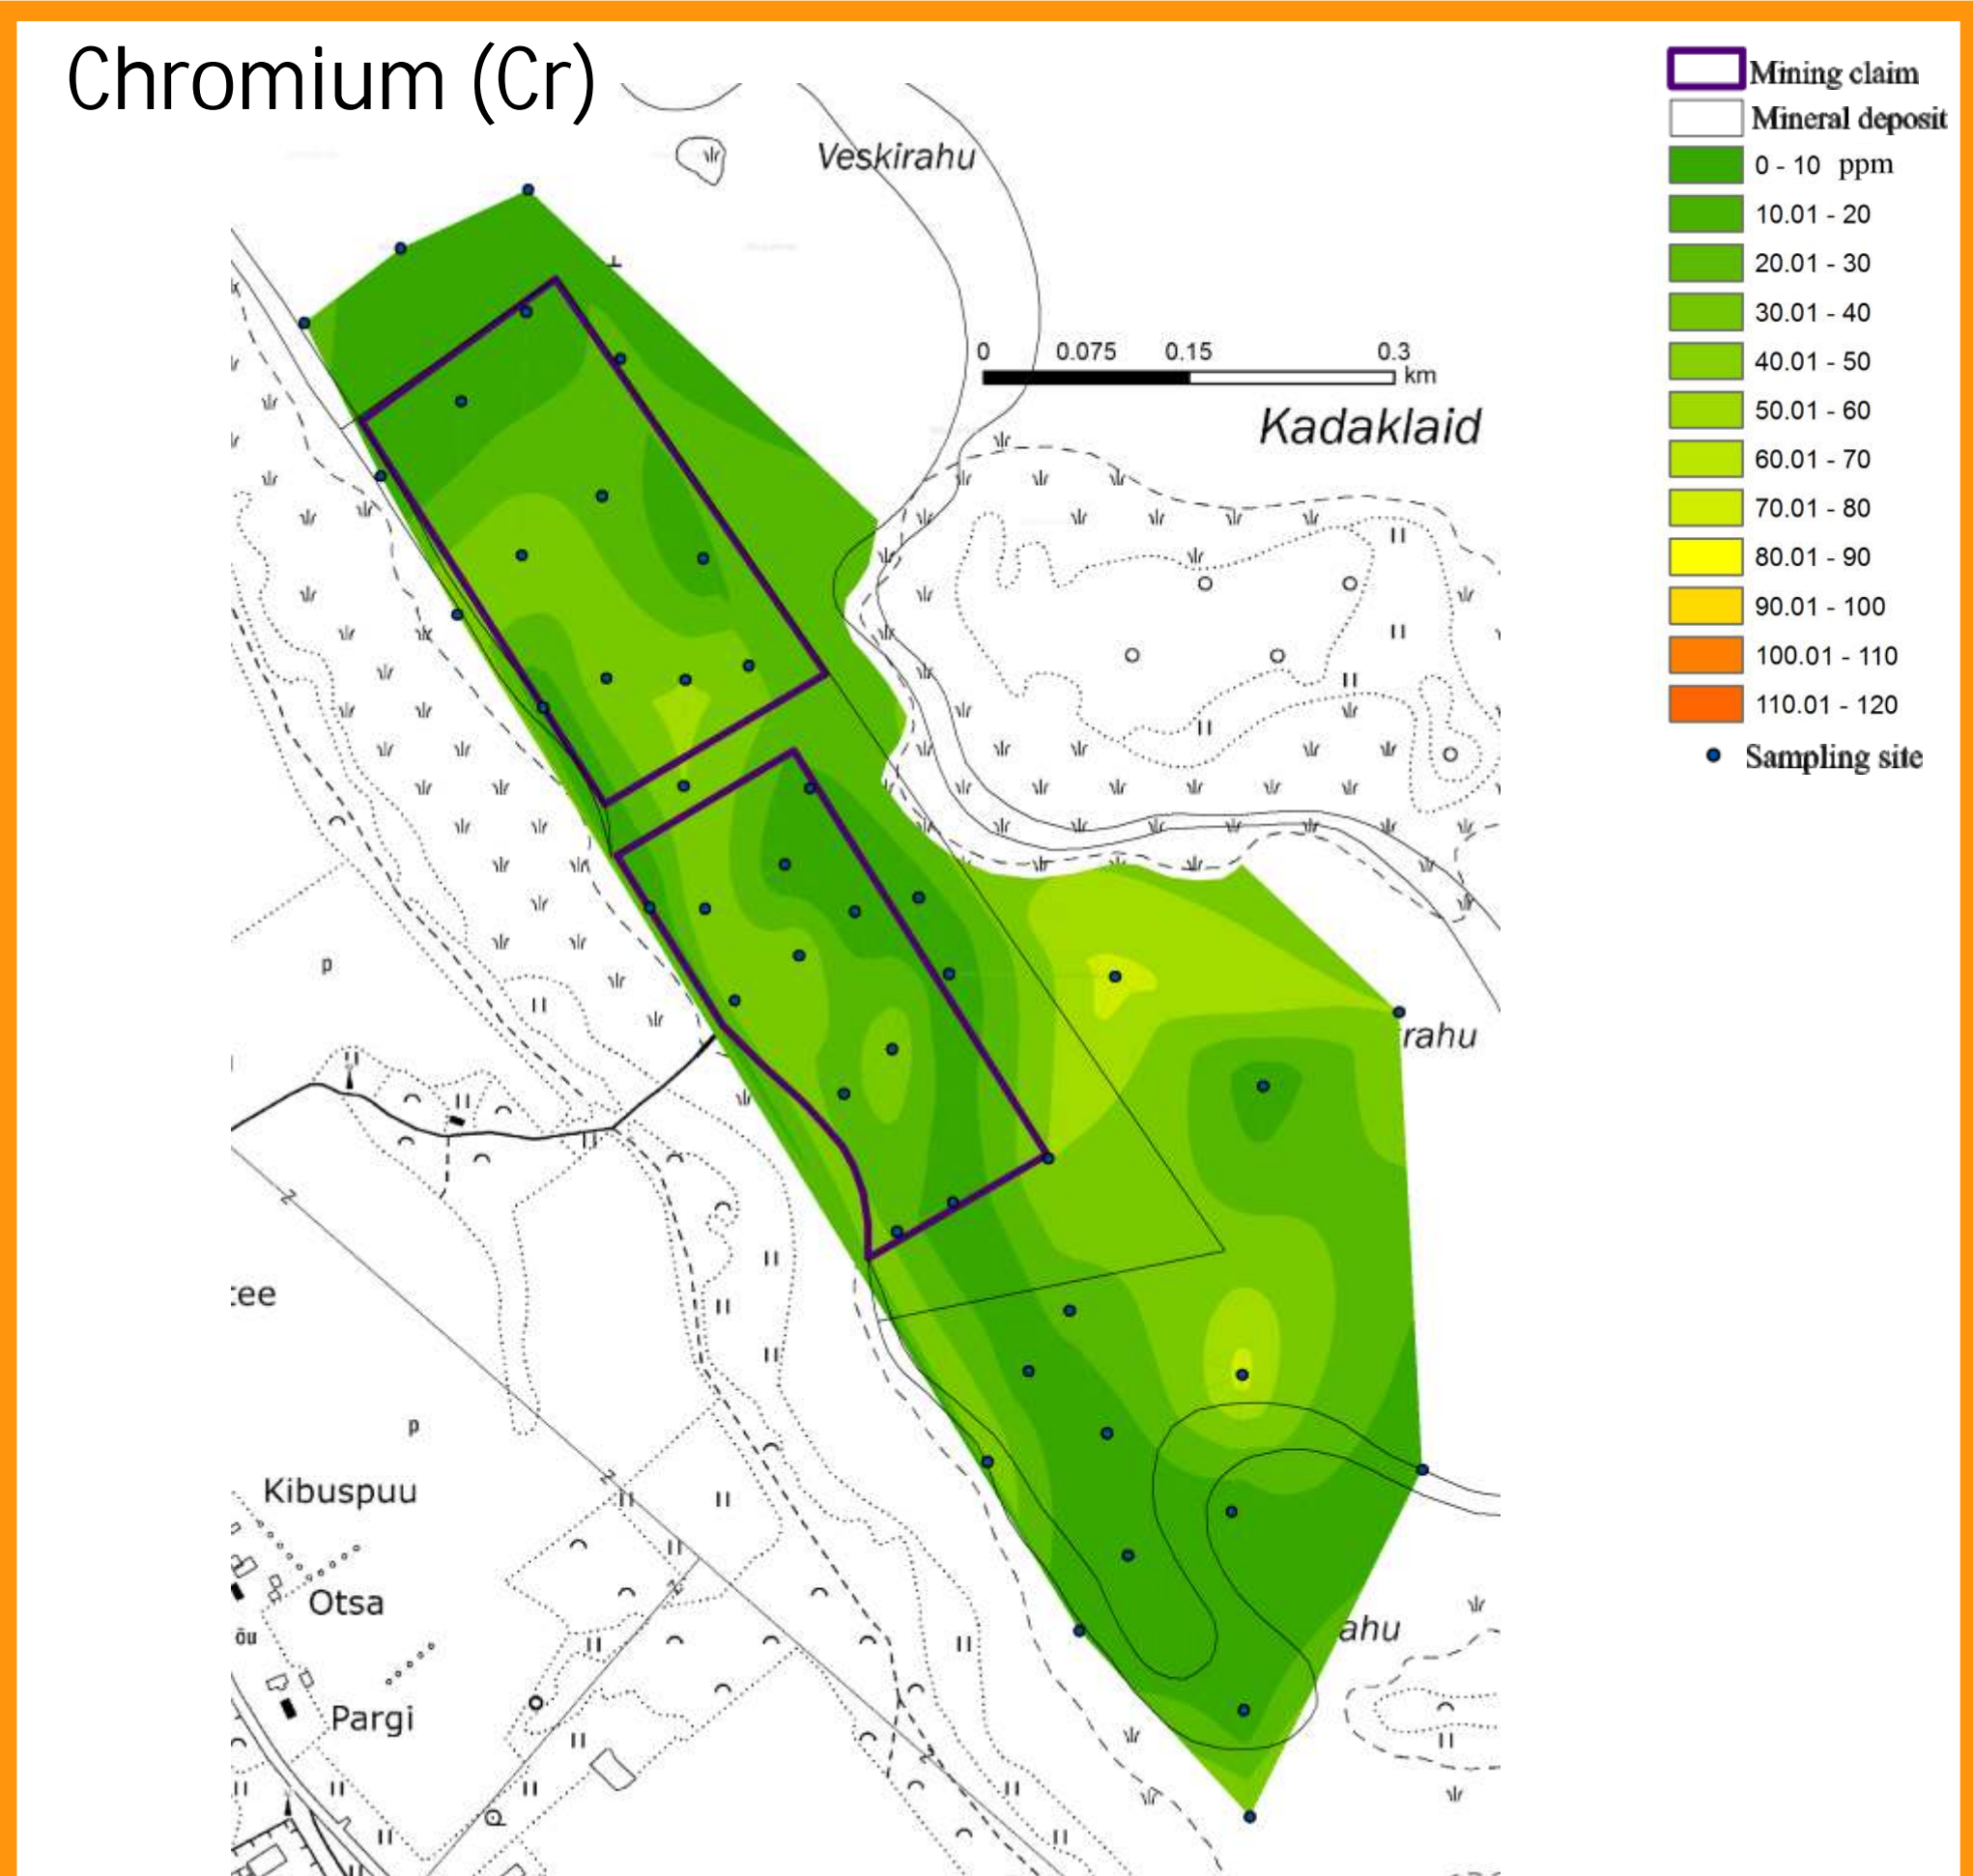 Chromium (Cr)
Veskirahu
Mining claim
Mineral deposit
0 - 10 ppm
10.01 - 20
20.01 - 30
30.01 - 40
40.01 - 50
50.01 - 60
60.01 - 70
70.01 - 80
80.01 - 90
90.01 - 100
100.01 - 110
110.01 - 120
Sampling site
0 0.075 0.15 0.3
km
Kadaklaid
p
rahu
tee
p
Kibuspuu
Otsa
õu
ahu
Pargi